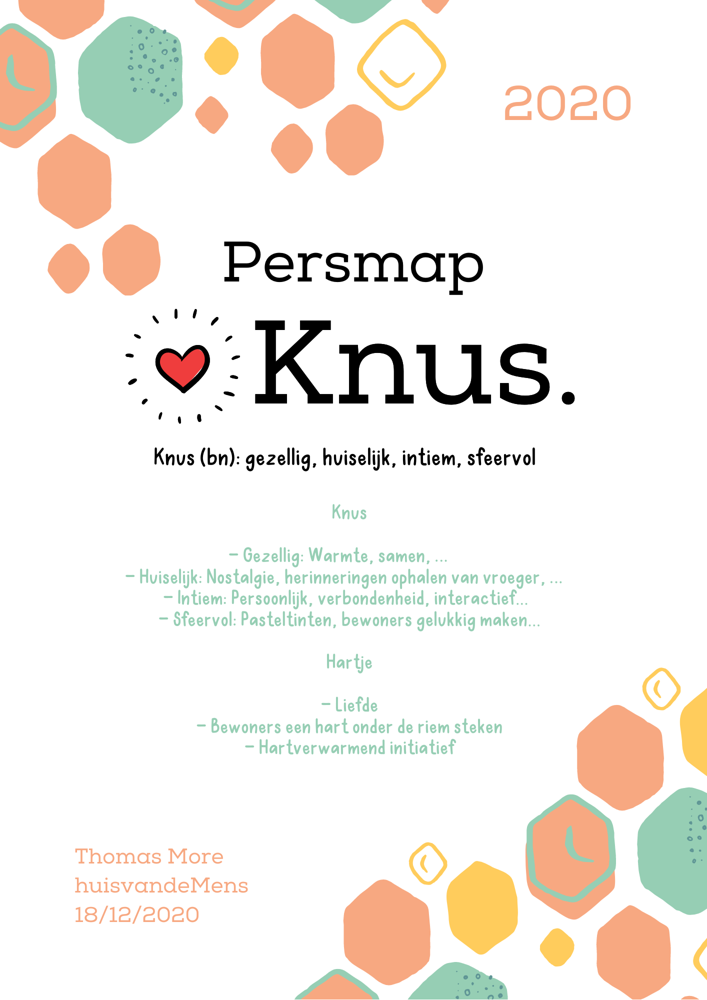 2020
Persmap
Knus.
Knus (bn): gezellig, huiselijk, intiem, sfeervol
Knus
- Gezellig: Warmte, samen, ...
- Huiselijk: Nostalgie, herinneringen ophalen van vroeger, ...
- Intiem: Persoonlijk, verbondenheid, interactief...
- Sfeervol: Pasteltinten, bewoners gelukkig maken...
Hartje
- Liefde
- Bewoners een hart onder de riem steken
- Hartverwarmend initiatief
Thomas More
huisvandeMens
18/12/2020